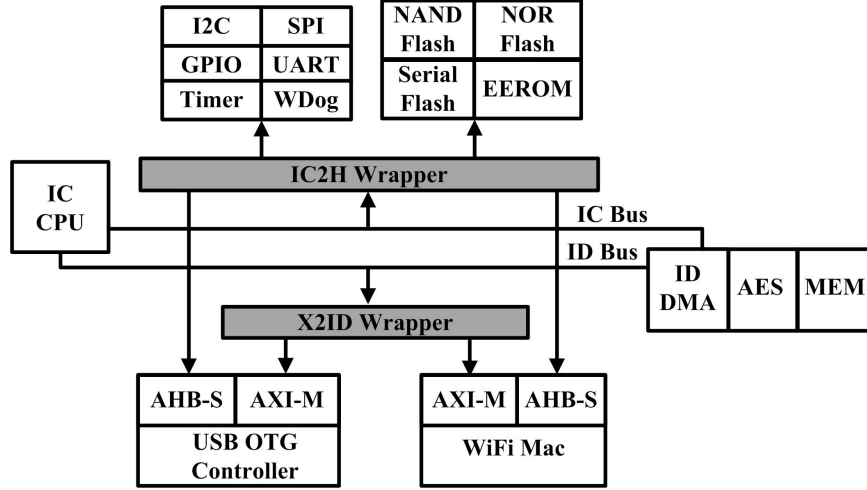 I2C
SPI
GPIO
UART
Timer
WDog
NAND
Flash
NOR
Flash
Serial
Flash
EEROM
IC2H Wrapper
IC
CPU
IC Bus
ID Bus
ID
DMA
AES
MEM
X2ID Wrapper
AHB-S
AXI-M
USB OTG
Controller
AXI-M
AHB-S
WiFi Mac